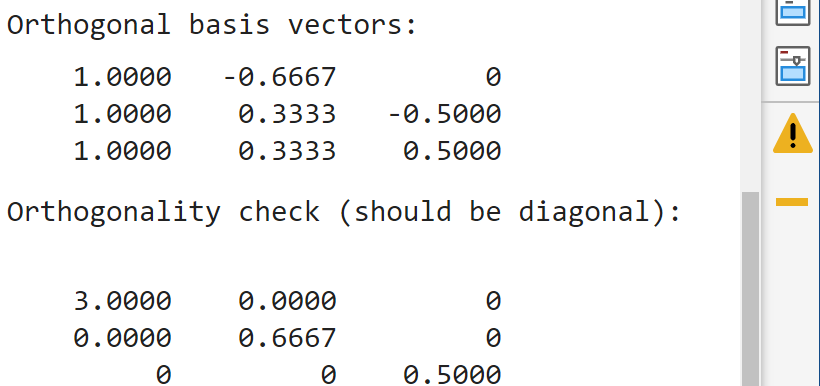 Orthogonal basis vectors:
1.0000 -0.6667 0
1.0000 0.3333 -0.5000
1.0000 0.3333 0.5000
Orthogonality check (should be diagonal):
3.0000 0.0000 0
0.0000 0.6667 0
0 0 0.5000